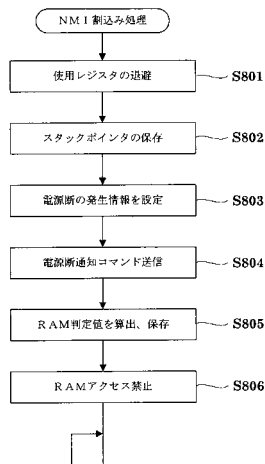 NMI割込み処理
使用レジスタの退避
S801
スタックポインタの保存
S802
電源断の発生情報を設定
S803
電源断通知コマンド送信
S804
RAM判定値を算出、保存
S805
RAMアクセス禁止
S806